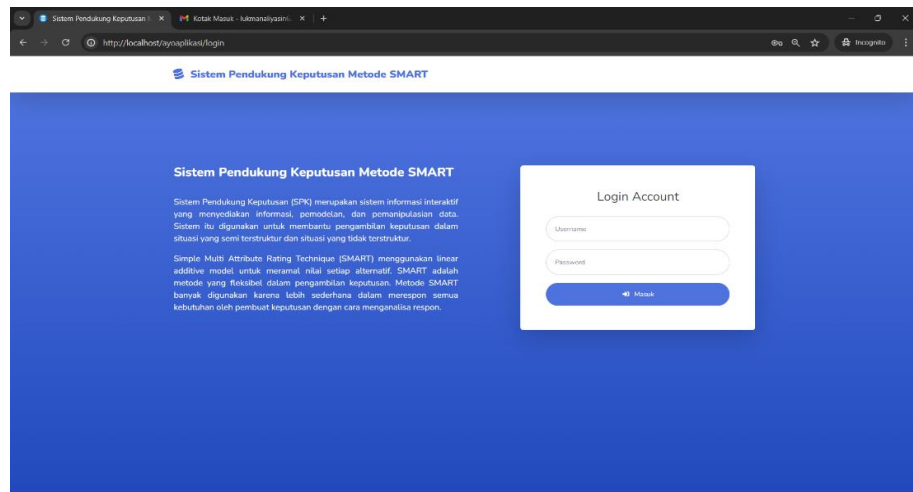 Sistem Pendukung Keputusan
Kotak Masuk - lukmanaliyasin
http://localhost/ayoaplikasi/login
Incognito
Sistem Pendukung Keputusan Metode SMART
Sistem Pendukung Keputusan Metode SMART
Sistem Pendukung Keputusan (SPK) merupakan sistem informasi interaktif
yang menyediakan informasi, pemodelan, dan pemanipulasian data.
Sistem itu digunakan untuk membantu pengambilan keputusan dalam
situasi yang semi terstruktur dan situasi yang tidak terstruktur.
Simple Multi Attribute Rating Technique (SMART) menggunakan linear
additive model untuk meramal nilai setiap alternatif. SMART adalah
metode yang fleksibel dalam pengambilan keputusan. Metode SMART
banyak digunakan karena lebih sederhana dalam merespon semua
kebutuhan oleh pembuat keputusan dengan cara menganalisa respon.
Login Account
Username
Password
Masuk